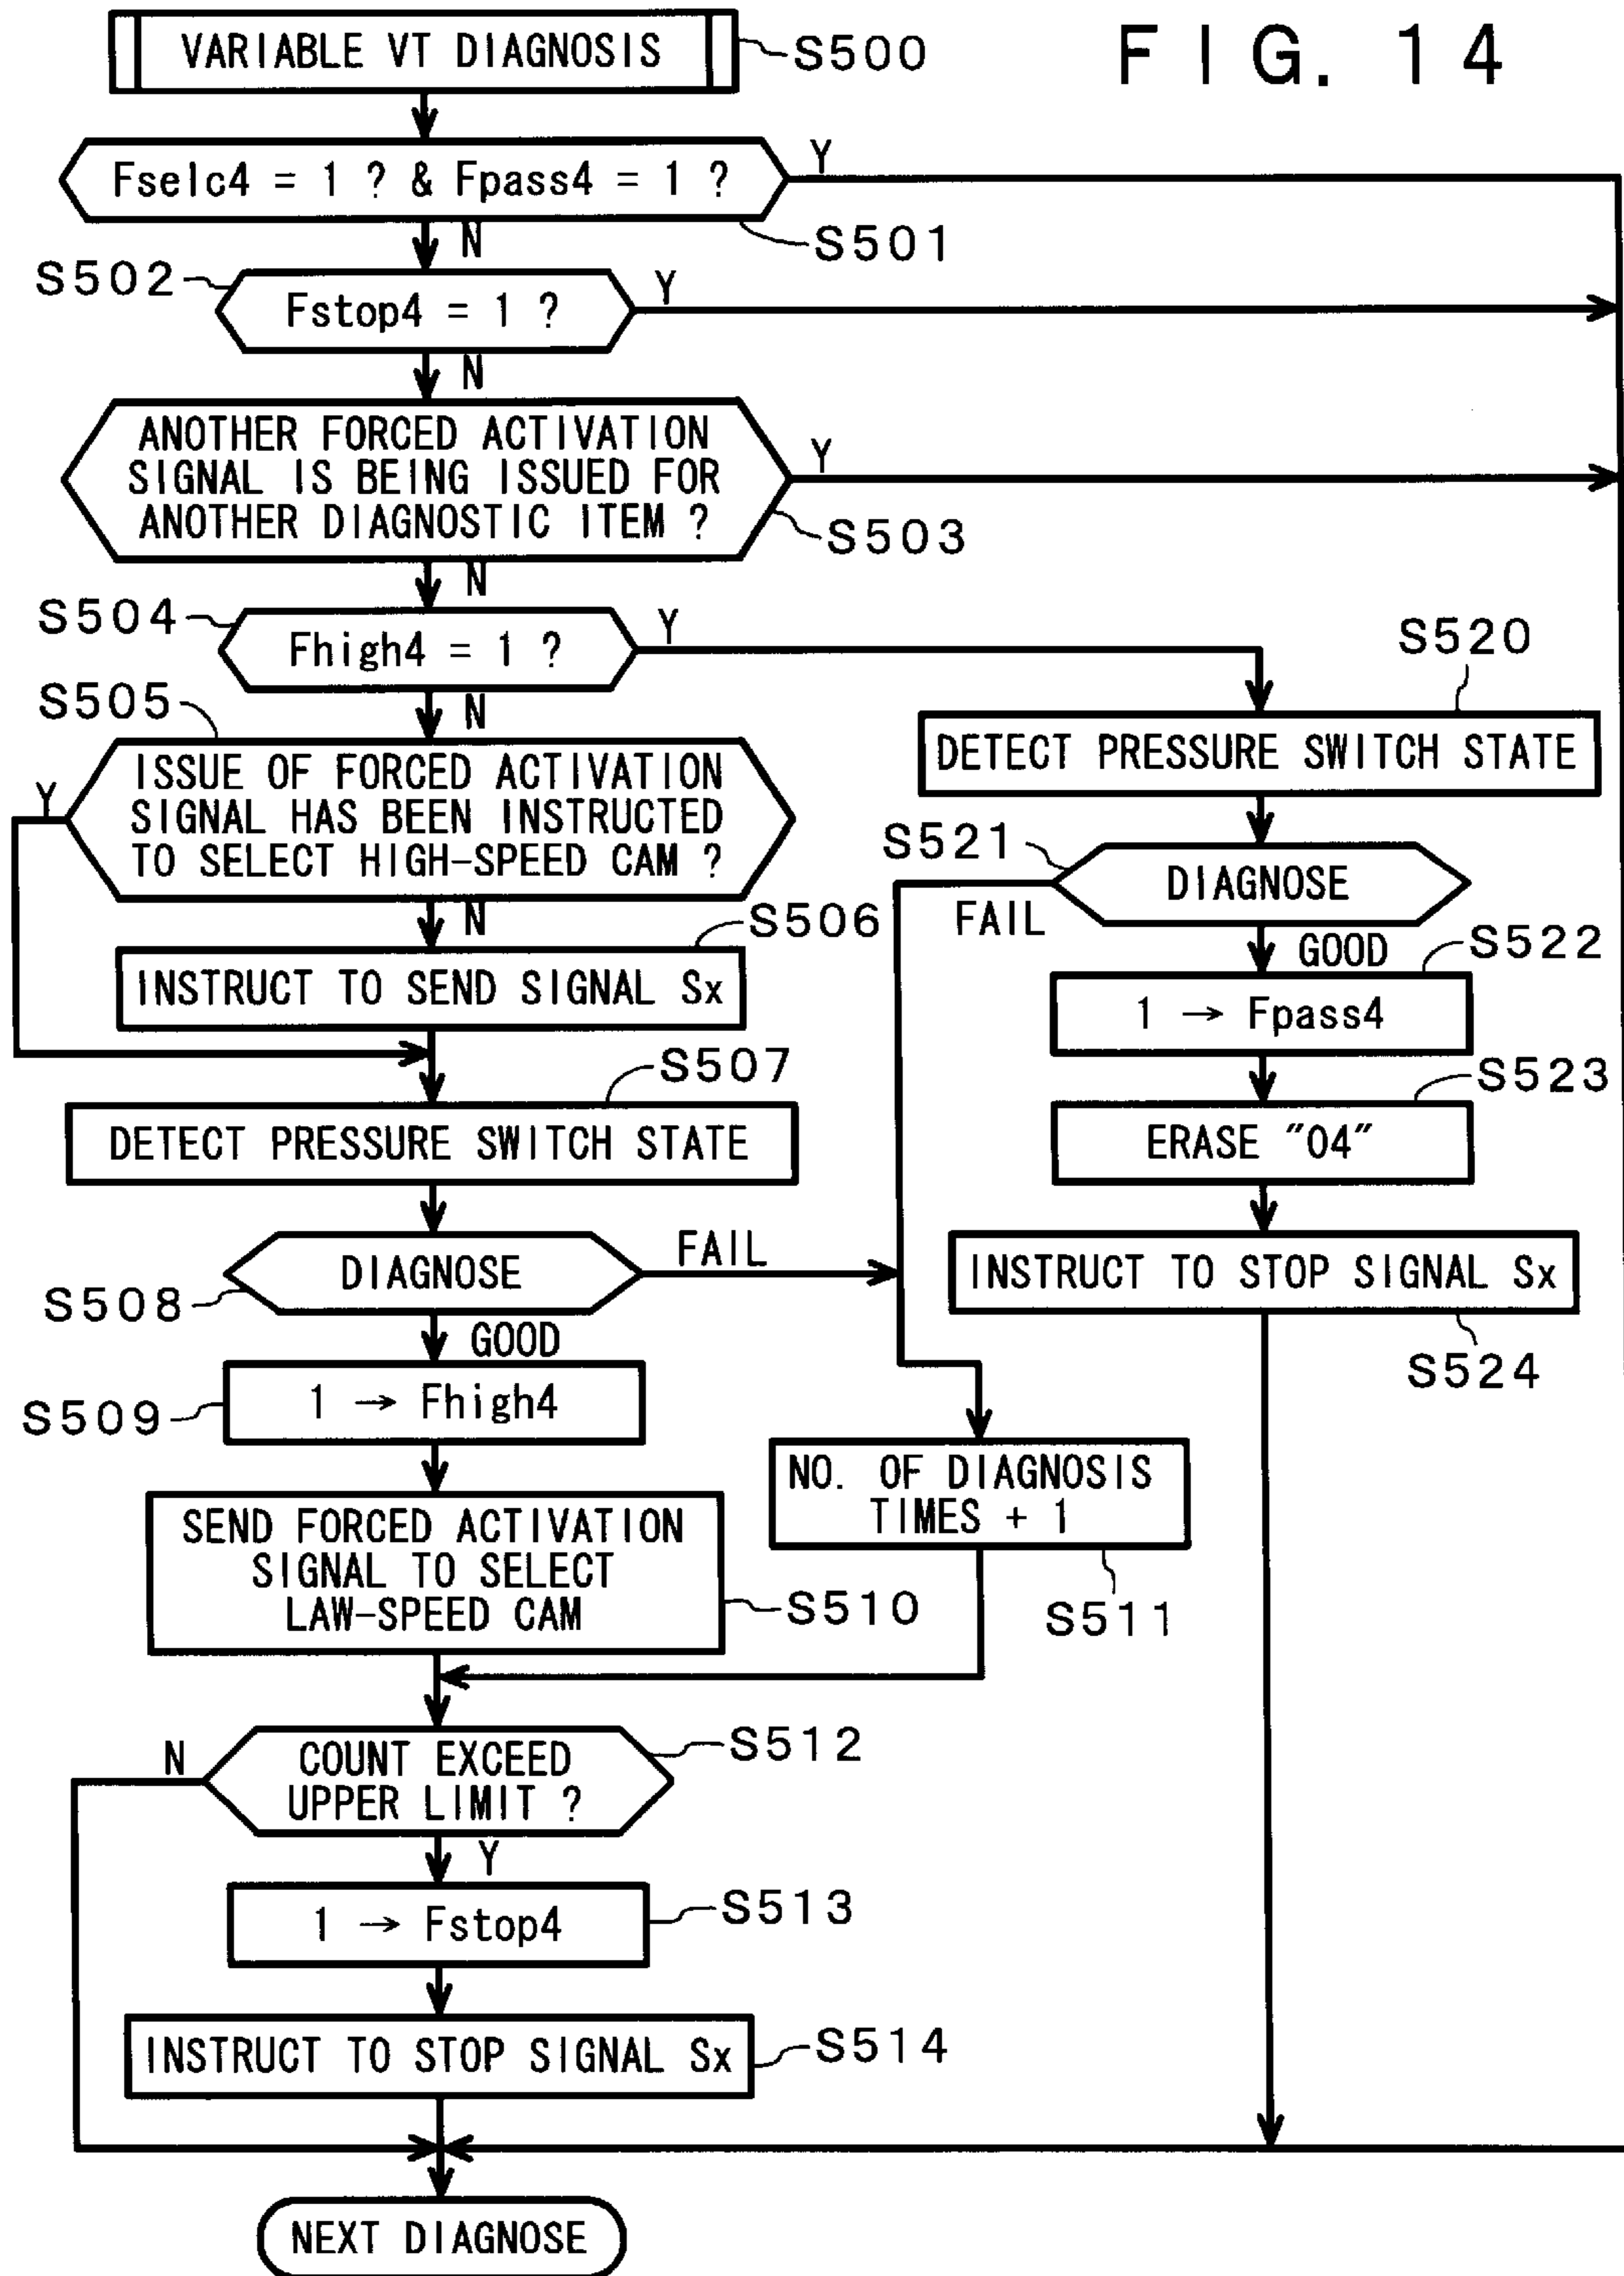 FIG. 14
VARIABLE VT DIAGNOSIS
S500
Fselc4 = 1 ? & Fpass4 = 1 ?
Y
S501
N
S502
Fstop4 = 1 ?
Y
N
ANOTHER FORCED ACTIVATION
SIGNAL IS BEING ISSUED FOR
ANOTHER DIAGNOSTIC ITEM ?
Y
S503
N
S504
Fhigh4 = 1 ?
Y
N
S505
ISSUE OF FORCED ACTIVATION
SIGNAL HAS BEEN INSTRUCTED
TO SELECT HIGH-SPEED CAM ?
Y
N
S506
INSTRUCT TO SEND SIGNAL Sx
S507
DETECT PRESSURE SWITCH STATE
DIAGNOSE
FAIL
S508
GOOD
1 → Fhigh4
S509
SEND FORCED ACTIVATION
SIGNAL TO SELECT
LAW-SPEED CAM
S510
NO. OF DIAGNOSIS
TIMES + 1
S511
COUNT EXCEED
UPPER LIMIT ?
N
S512
Y
1 → Fstop4
S513
INSTRUCT TO STOP SIGNAL Sx
S514
NEXT DIAGNOSE
S520
DETECT PRESSURE SWITCH STATE
S521
DIAGNOSE
FAIL
GOOD
S522
1 → Fpass4
S523
ERASE "04"
INSTRUCT TO STOP SIGNAL Sx
S524